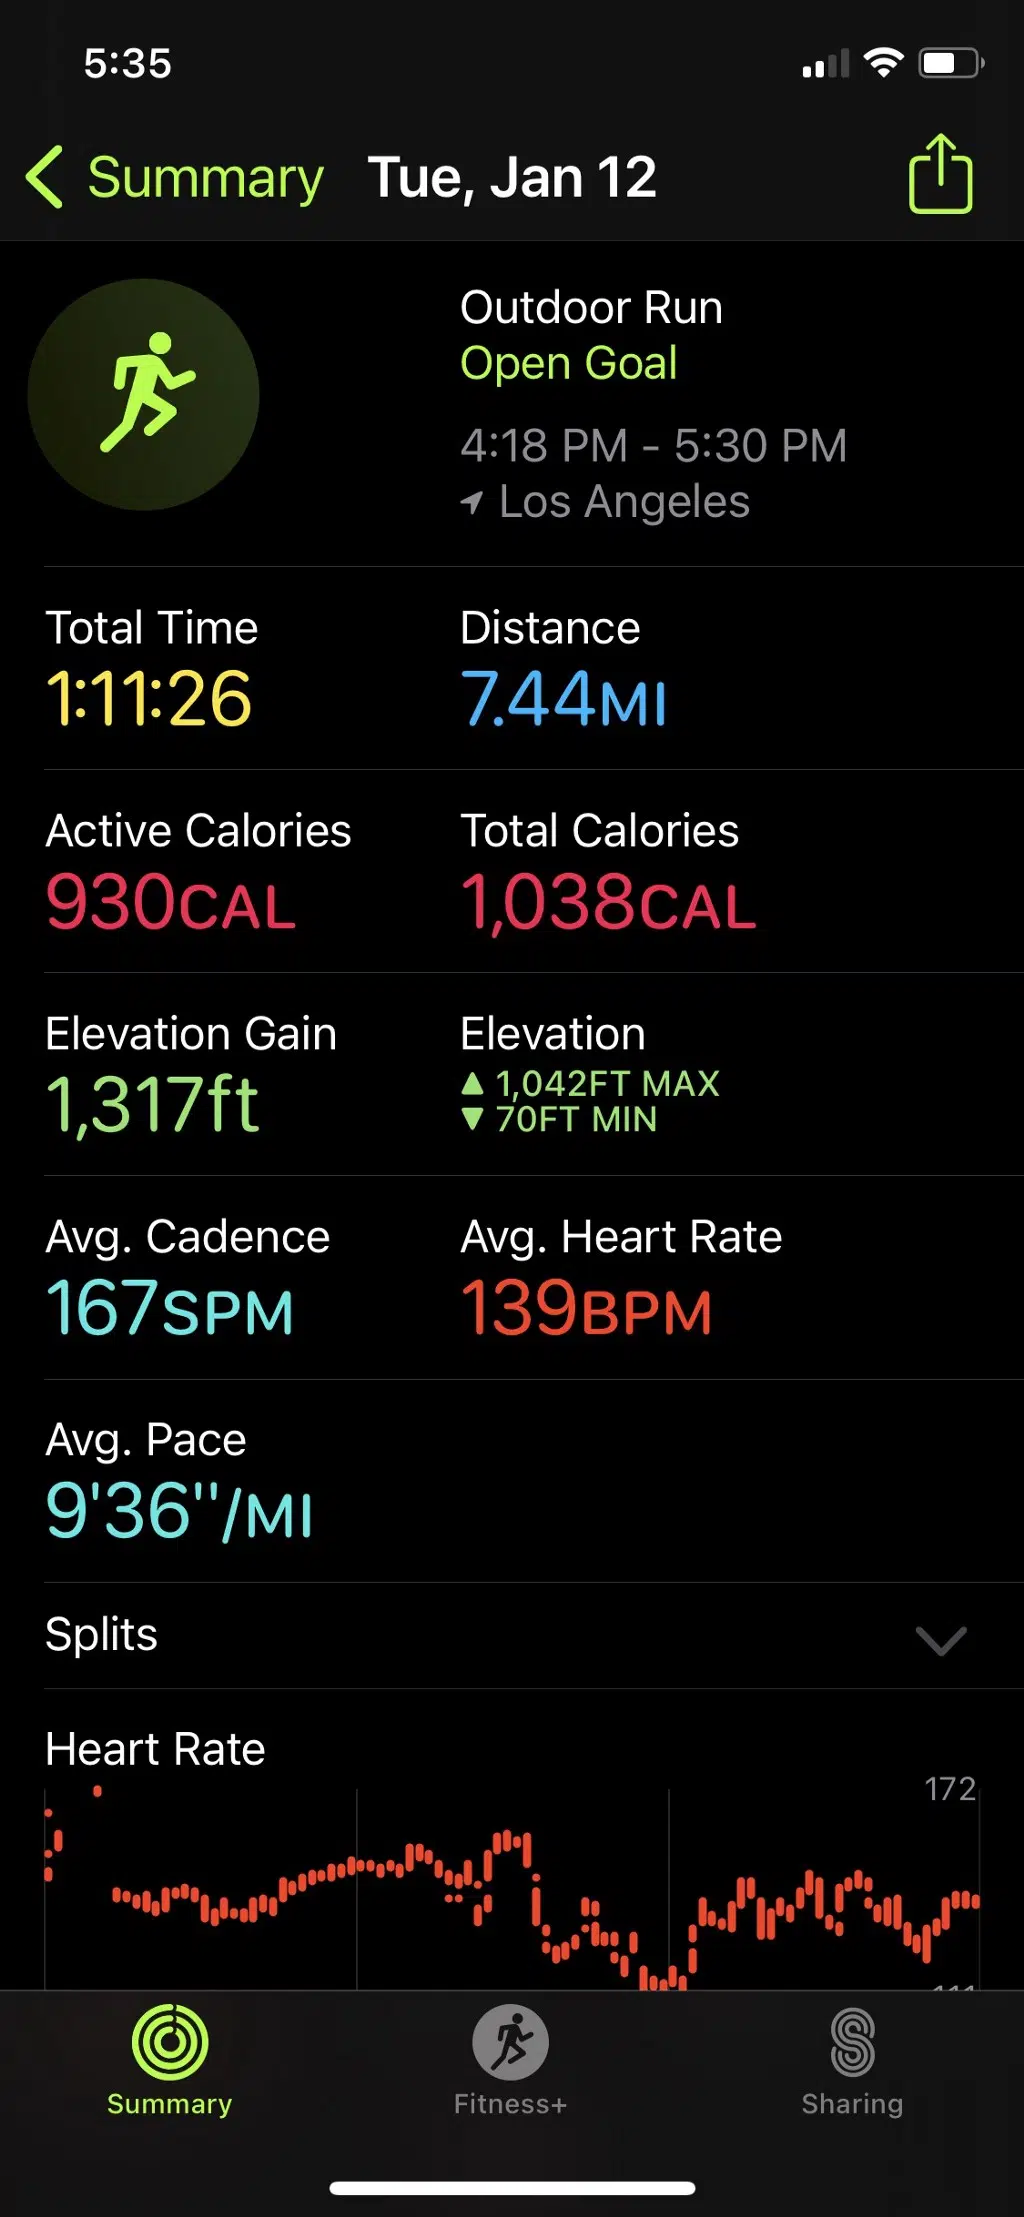 5:35
Summary Tue, Jan 12
Outdoor Run
Open Goal
4:18 PM - 5:30 PM
Los Angeles
Total Time Distance
1:11:26 7.44MI
Active Calories Total Calories
930CAL 1,038CAL
Elevation Gain Elevation
1,317ft ▲ 1,042FT MAX
▼ 70FT MIN
Avg. Cadence Avg. Heart Rate
167SPM 139BPM
Avg. Pace
9'36"/MI
Splits
Heart Rate
172
Summary Fitness+ Sharing